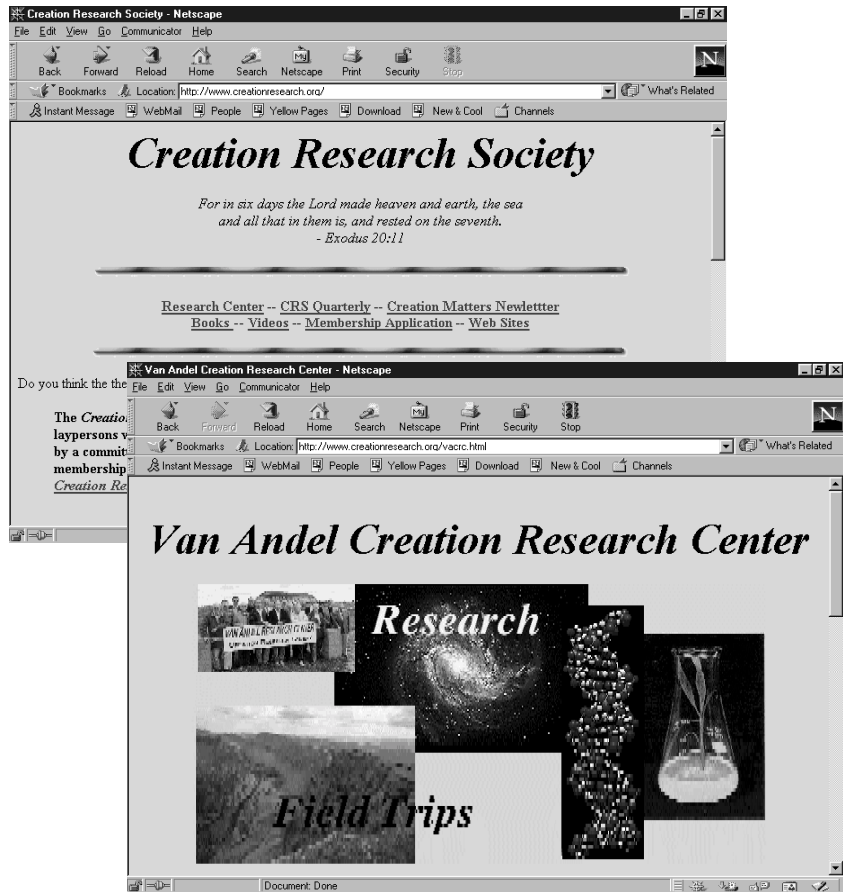 Creation Research Society - Netscape
File Edit View Go Communicator Help
Back Forward Reload Home Search Netscape Print Security Stop
Bookmarks Location: http://www.creationresearch.org/ What's Related
Instant Message WebMail People Yellow Pages Download New & Cool Channels
Creation Research Society
For in six days the Lord made heaven and earth, the sea
and all that in them is, and rested on the seventh.
- Exodus 20:11
Research Center -- CRS Quarterly -- Creation Matters Newlettter
Books -- Videos -- Membership Application -- Web Sites
Do you think the the
The Creatio
laypersons v
by a committ
membership
Creation Re
Van Andel Creation Research Center - Netscape
File Edit View Go Communicator Help
Back Forward Reload Home Search Netscape Print Security Stop
Bookmarks Location: http://www.creationresearch.org/vacrc.html What's Related
Instant Message WebMail People Yellow Pages Download New & Cool Channels
Van Andel Creation Research Center
Research
VAN ANDEL RESEARCH CENTER
Field Trips
Document: Done